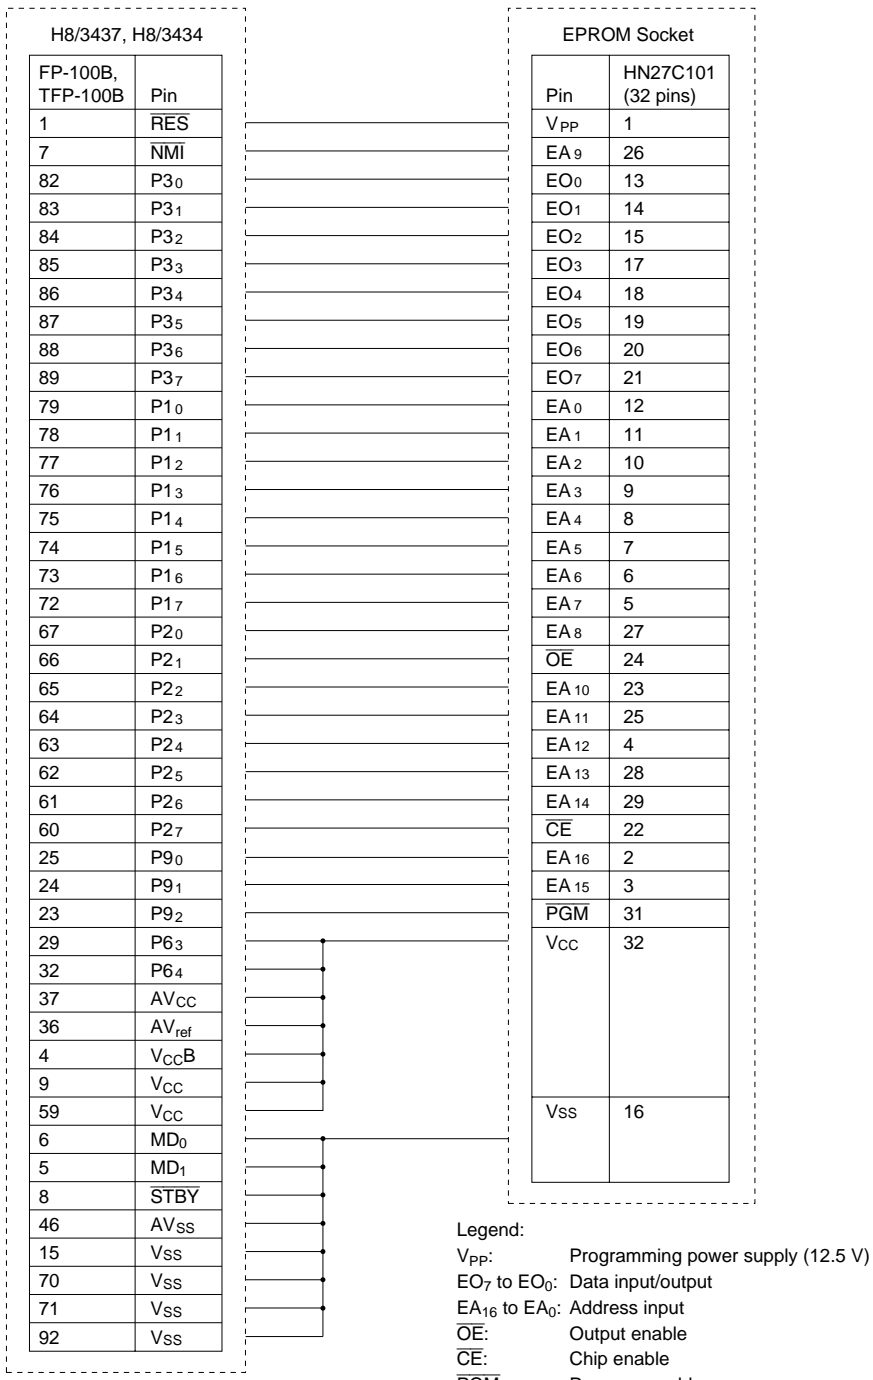 H8/3437, H8/3434 EPROM Socket
FP-100B, HN27C101
TFP-100B Pin Pin (32 pins)
1 R̅E̅S̅ VPP 1
7 N̅M̅I̅ EA9 26
82 P30 EO0 13
83 P31 EO1 14
84 P32 EO2 15
85 P33 EO3 17
86 P34 EO4 18
87 P35 EO5 19
88 P36 EO6 20
89 P37 EO7 21
79 P10 EA0 12
78 P11 EA1 11
77 P12 EA2 10
76 P13 EA3 9
75 P14 EA4 8
74 P15 EA5 7
73 P16 EA6 6
72 P17 EA7 5
67 P20 EA8 27
66 P21 O̅E̅ 24
65 P22 EA10 23
64 P23 EA11 25
63 P24 EA12 4
62 P25 EA13 28
61 P26 EA14 29
60 P27 C̅E̅ 22
25 P90 EA16 2
24 P91 EA15 3
23 P92 P̅G̅M̅ 31
29 P63 VCC 32
32 P64
37 AVCC
36 AVref
4 VCCB
9 VCC
59 VCC VSS 16
6 MD0
5 MD1
8 S̅T̅B̅Y̅
46 AVSS
15 VSS
70 VSS
71 VSS
92 VSS
Legend:
VPP: Programming power supply (12.5 V)
EO7 to EO0: Data input/output
EA16 to EA0: Address input
O̅E̅: Output enable
C̅E̅: Chip enable